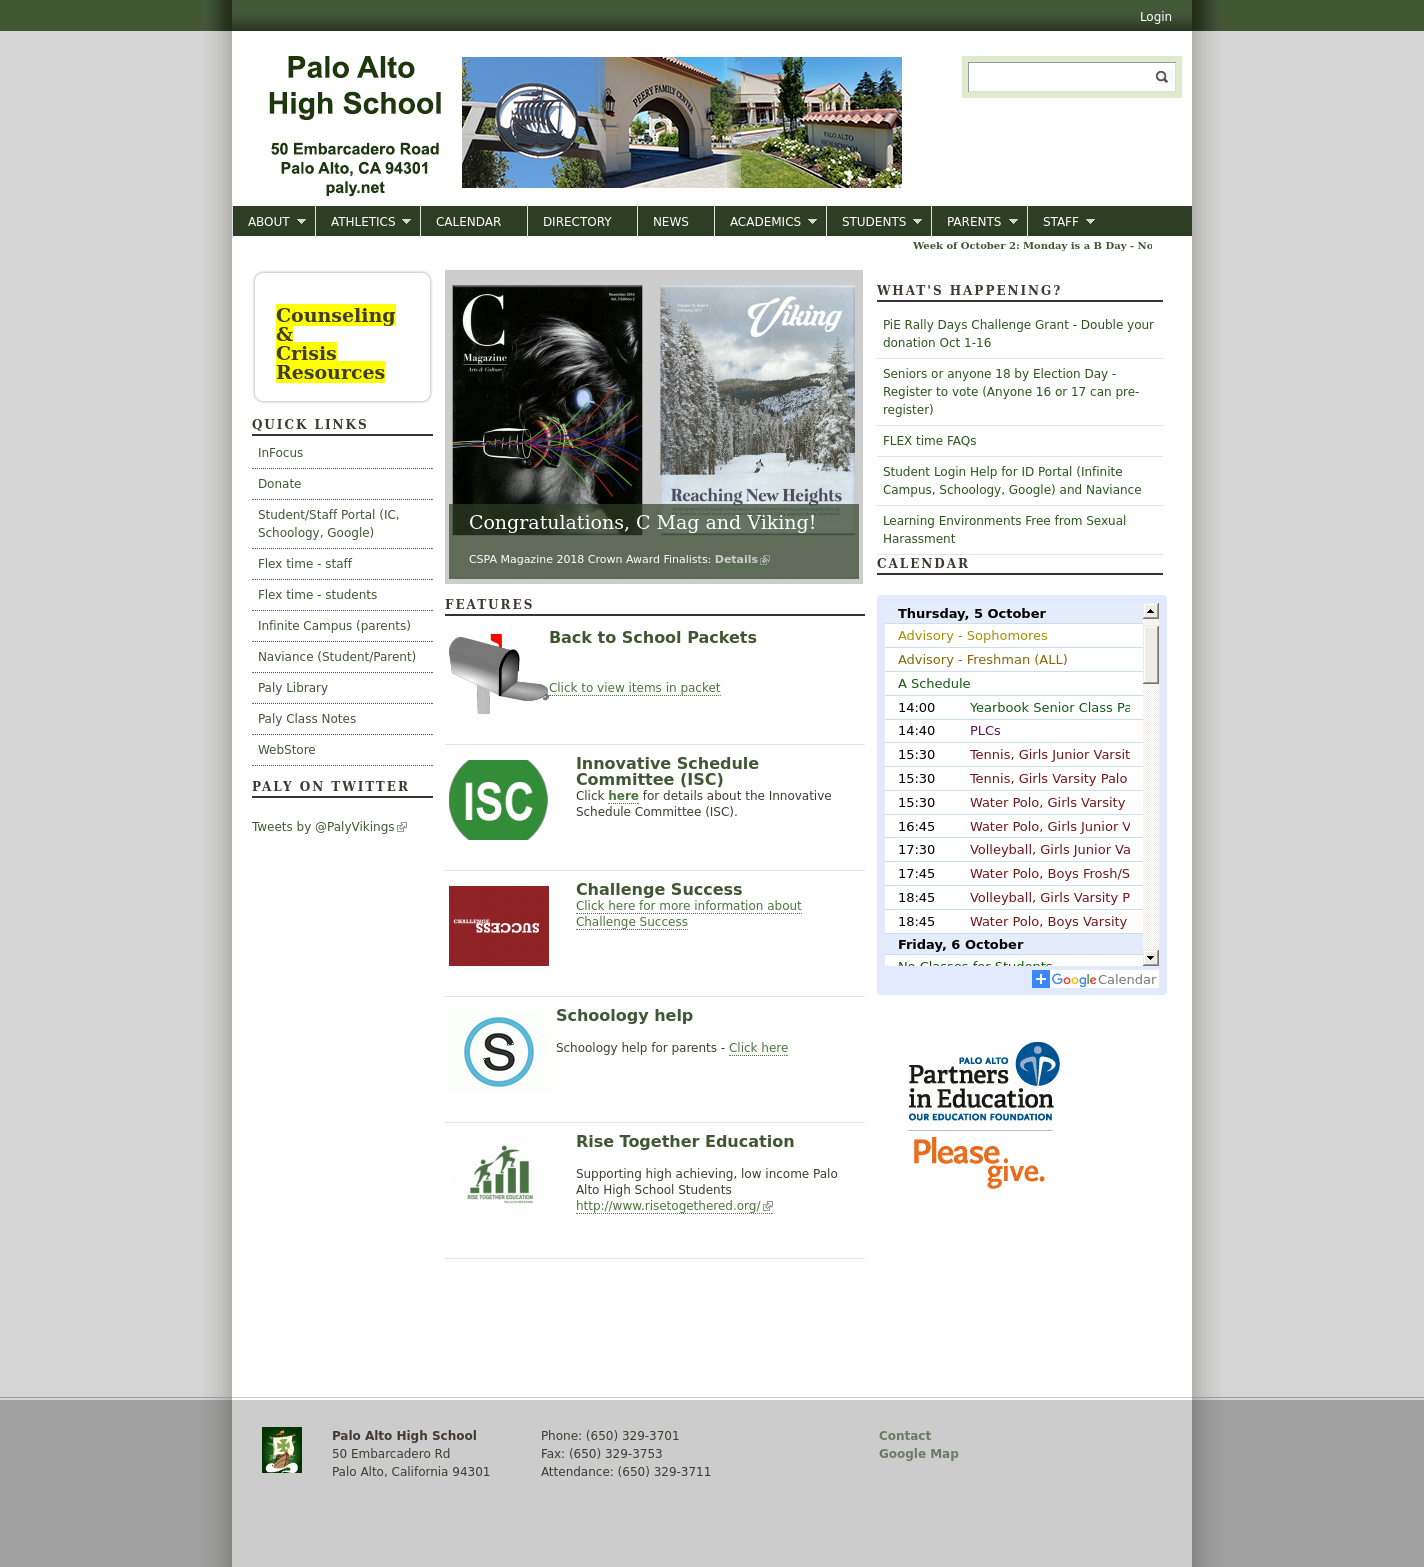 Login
Palo Alto
High School
50 Embarcadero Road
Palo Alto, CA 94301
paly.net
PEERY FAMILY CENTER
PALO ALTO
HIGH SCHOOL
ABOUT ATHLETICS CALENDAR DIRECTORY NEWS ACADEMICS STUDENTS PARENTS STAFF
Week of October 2: Monday is a B Day - No
Counseling
&
Crisis
Resources
QUICK LINKS
InFocus
Donate
Student/Staff Portal (IC,
Schoology, Google)
Flex time - staff
Flex time - students
Infinite Campus (parents)
Naviance (Student/Parent)
Paly Library
Paly Class Notes
WebStore
PALY ON TWITTER
Tweets by @PalyVikings
C
Magazine
Arts & Culture
November 2016
Viking
Reaching New Heights
Congratulations, C Mag and Viking!
CSPA Magazine 2018 Crown Award Finalists: Details
FEATURES
Back to School Packets
Click to view items in packet
ISC
Innovative Schedule
Committee (ISC)
Click here for details about the Innovative
Schedule Committee (ISC).
CHALLENGE
SUCCESS
Challenge Success
Click here for more information about
Challenge Success
S
Schoology help
Schoology help for parents - Click here
RISE TOGETHER EDUCATION
Rise Together Education
Supporting high achieving, low income Palo
Alto High School Students
http://www.risetogethered.org/
WHAT'S HAPPENING?
PiE Rally Days Challenge Grant - Double your
donation Oct 1-16
Seniors or anyone 18 by Election Day -
Register to vote (Anyone 16 or 17 can pre-
register)
FLEX time FAQs
Student Login Help for ID Portal (Infinite
Campus, Schoology, Google) and Naviance
Learning Environments Free from Sexual
Harassment
CALENDAR
Thursday, 5 October
Advisory - Sophomores
Advisory - Freshman (ALL)
A Schedule
14:00 Yearbook Senior Class Pa
14:40 PLCs
15:30 Tennis, Girls Junior Varsit
15:30 Tennis, Girls Varsity Palo
15:30 Water Polo, Girls Varsity
16:45 Water Polo, Girls Junior V
17:30 Volleyball, Girls Junior Va
17:45 Water Polo, Boys Frosh/S
18:45 Volleyball, Girls Varsity P
18:45 Water Polo, Boys Varsity
Friday, 6 October
No Classes for Students
Google Calendar
PALO ALTO
Partners
in Education
OUR EDUCATION FOUNDATION
Please
give.
Palo Alto High School
50 Embarcadero Rd
Palo Alto, California 94301
Phone: (650) 329-3701
Fax: (650) 329-3753
Attendance: (650) 329-3711
Contact
Google Map